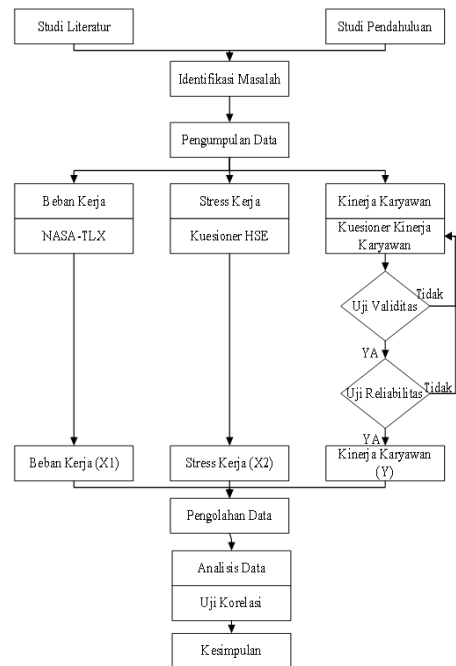 Studi Literatur
Studi Pendahuluan
Identifikasi Masalah
Pengumpulan Data
Beban Kerja
NASA-TLX
Stress Kerja
Kuesioner HSE
Kinerja Karyawan
Kuesioner Kinerja
Karyawan
Uji Validitas
Tidak
YA
Uji Reliabilitas
Tidak
YA
Beban Kerja (X1)
Stress Kerja (X2)
Kinerja Karyawan
(Y)
Pengolahan Data
Analisis Data
Uji Korelasi
Kesimpulan